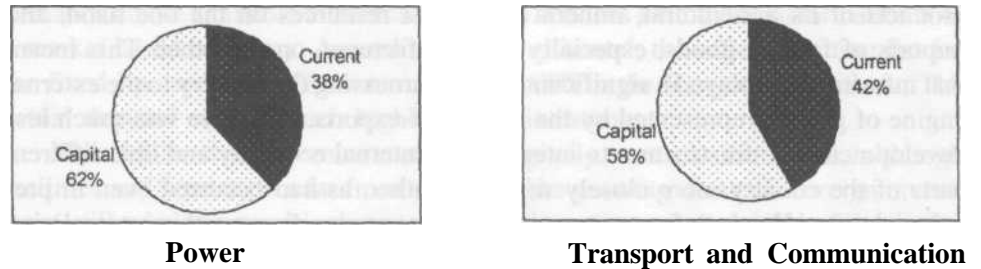 Current
38%
Capital
62%
Power
Current
42%
Capital
58%
Transport and Communication